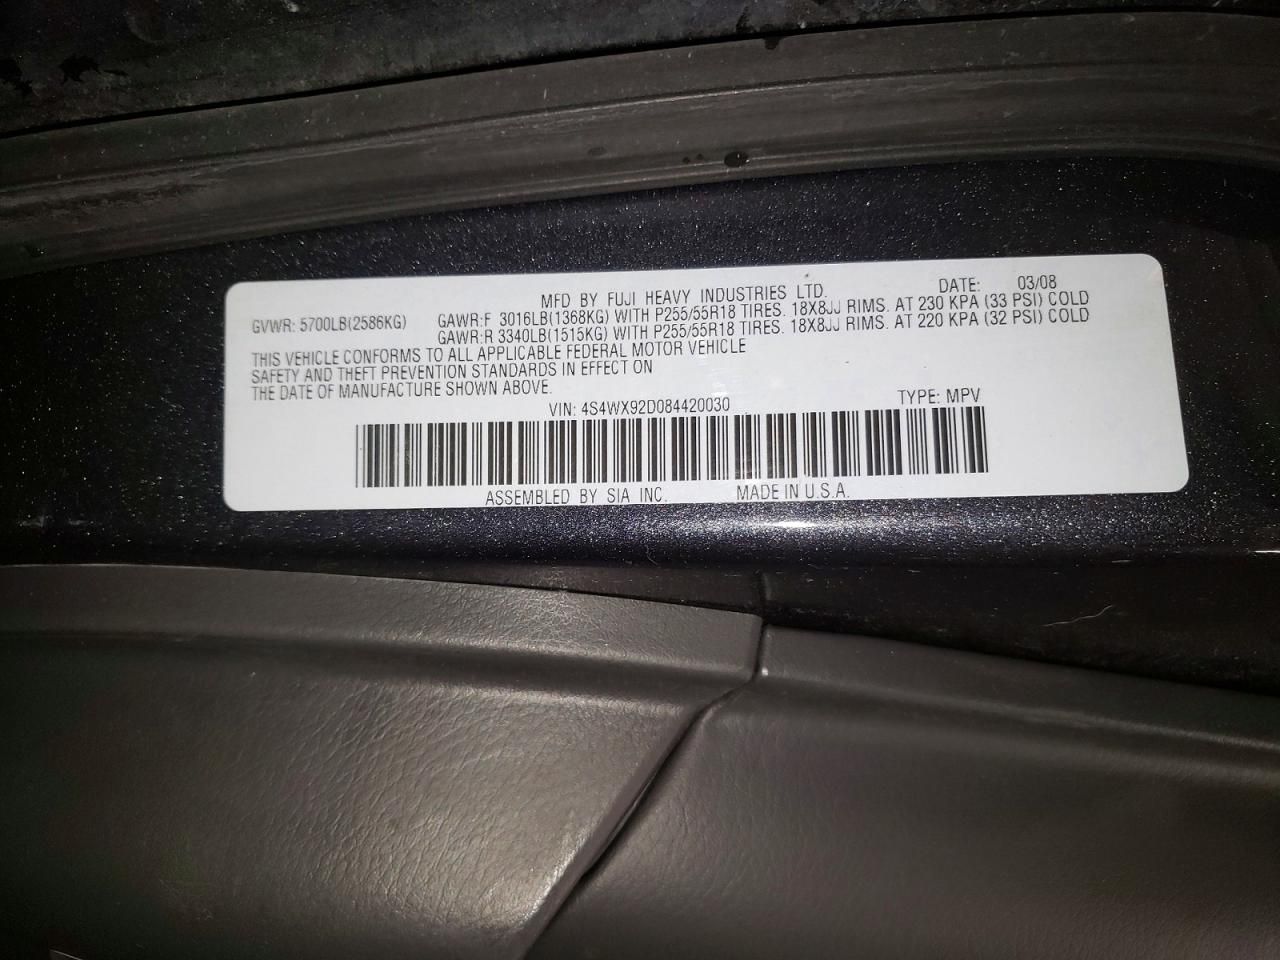 MFD BY FUJI HEAVY INDUSTRIES LTD. DATE: 03/08
GVWR: 5700LB(2586KG) GAWR:F 3016LB(1368KG) WITH P255/55R18 TIRES. 18X8JJ RIMS. AT 230 KPA (33 PSI) COLD
GAWR:R 3340LB(1515KG) WITH P255/55R18 TIRES. 18X8JJ RIMS. AT 220 KPA (32 PSI) COLD
THIS VEHICLE CONFORMS TO ALL APPLICABLE FEDERAL MOTOR VEHICLE
SAFETY AND THEFT PREVENTION STANDARDS IN EFFECT ON
THE DATE OF MANUFACTURE SHOWN ABOVE.
VIN: 4S4WX92D084420030 TYPE: MPV
ASSEMBLED BY SIA INC. MADE IN U.S.A.